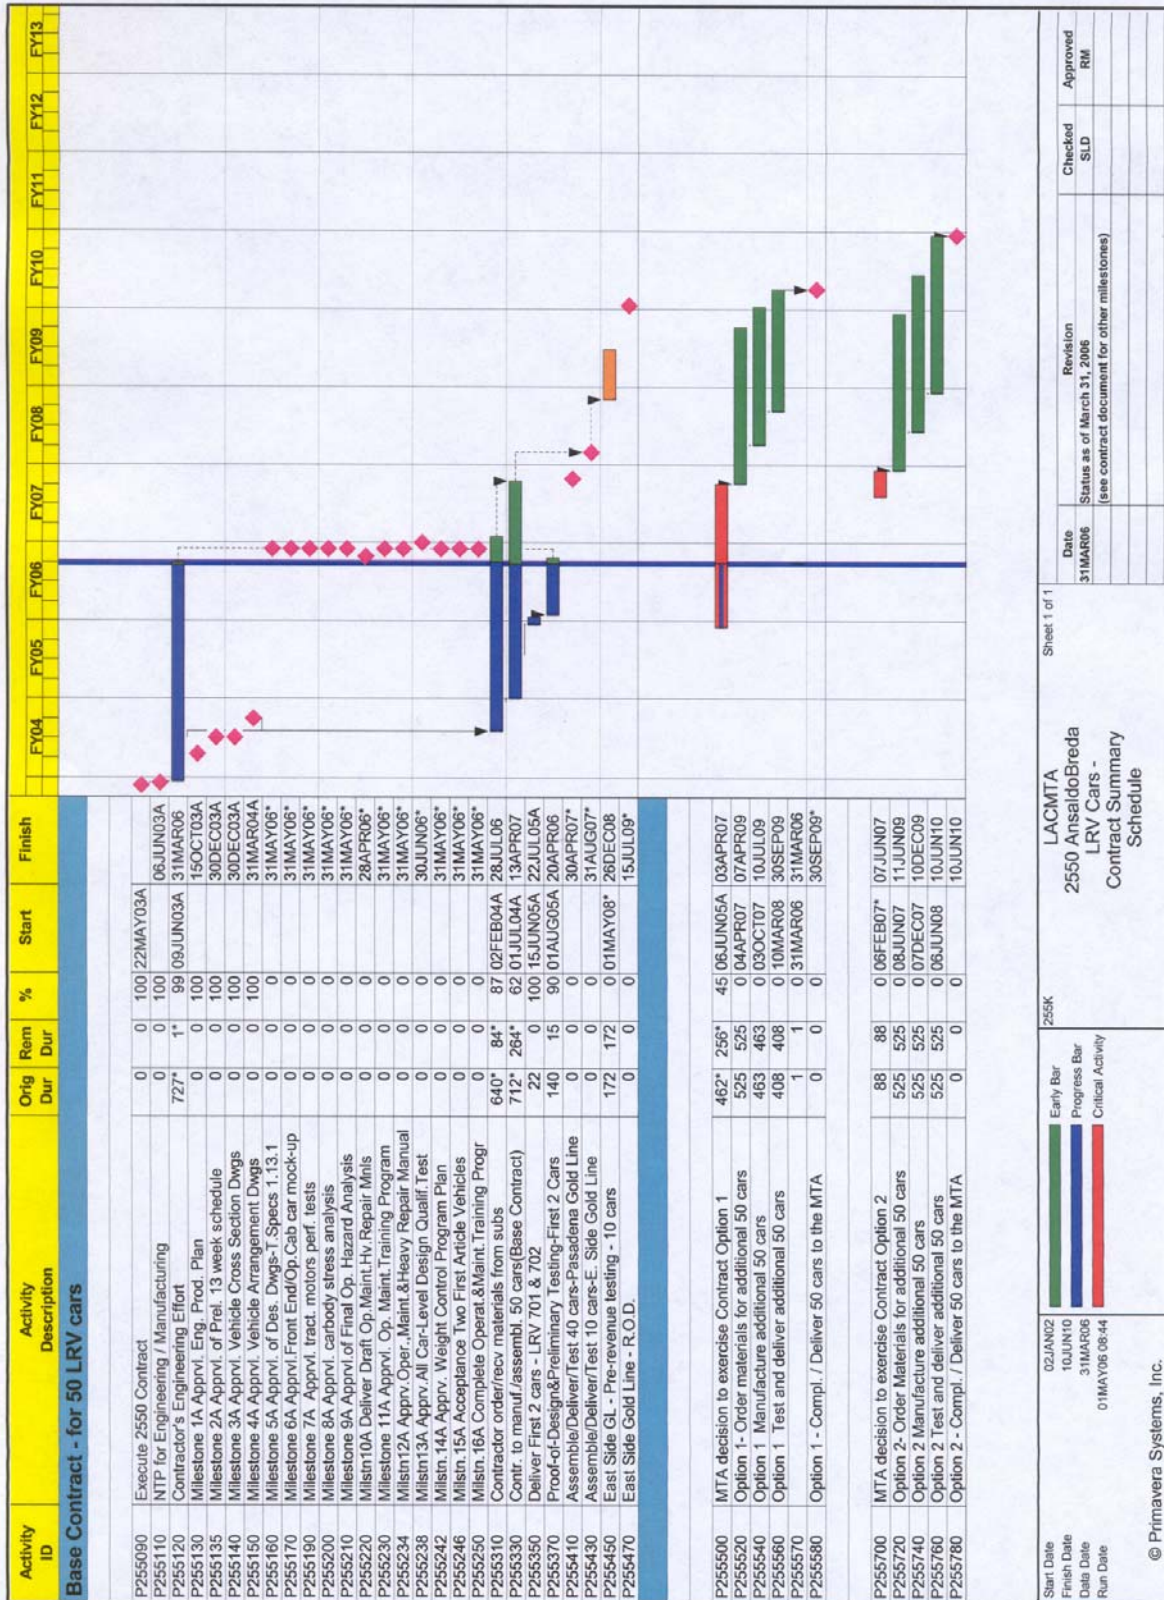 Activity ID Activity Description Orig Dur Rem Dur % Start Finish FY04 FY05 FY06 FY07 FY08 FY09 FY10 FY11 FY12 FY13
Base Contract - for 50 LRV cars
P255090 Execute 2550 Contract 0 0 100 22MAY03A
P255110 NTP for Engineering / Manufacturing 0 0 100 06JUN03A
P255120 Contractor's Engineering Effort 727* 1* 99 09JUN03A 31MAR06
P255130 Milestone 1A Apprvl. Eng. Prod. Plan 0 0 100 15OCT03A
P255135 Milestone 2A Apprvl. of Prel. 13 week schedule 0 0 100 30DEC03A
P255140 Milestone 3A Apprvl. Vehicle Cross Section Dwgs 0 0 100 30DEC03A
P255150 Milestone 4A Apprvl. Vehicle Arrangement Dwgs 0 0 100 31MAR04A
P255160 Milestone 5A Apprvl. of Des. Dwgs-T.Specs 1.13.1 0 0 0 31MAY06*
P255170 Milestone 6A Apprvl.Front End/Op.Cab car mock-up 0 0 0 31MAY06*
P255190 Milestone 7A Apprvl. tract. motors perf. tests 0 0 0 31MAY06*
P255200 Milestone 8A Apprvl. carbody stress analysis 0 0 0 31MAY06*
P255210 Milestone 9A Apprvl.of Final Op. Hazard Analysis 0 0 0 31MAY06*
P255220 Milstn10A Deliver Draft Op.Maint.Hv.Repair Mnls 0 0 0 28APR06*
P255230 Milestone 11A Apprvl. Op. Maint.Training Program 0 0 0 31MAY06*
P255234 Milstn12A Apprv.Oper.,Maint.&Heavy Repair Manual 0 0 0 31MAY06*
P255238 Milstn13A Apprv.All Car-Level Design Qualif.Test 0 0 0 30JUN06*
P255242 Milstn.14A Apprv. Weight Control Program Plan 0 0 0 31MAY06*
P255246 Milstn.15A Acceptance Two First Article Vehicles 0 0 0 31MAY06*
P255250 Milstn. 16A Complete Operat.&Maint.Training Progr 0 0 0 31MAY06*
P255310 Contractor order/recv materials from subs 640* 84* 87 02FEB04A 28JUL06
P255330 Contr. to manuf./assembl. 50 cars(Base Contract) 712* 264* 62 01JUL04A 13APR07
P255350 Deliver First 2 cars - LRV 701 & 702 22 0 100 15JUN05A 22JUL05A
P255370 Proof-of-Design&Preliminary Testing-First 2 Cars 140 15 90 01AUG05A 20APR06
P255410 Assemble/Deliver/Test 40 cars-Pasadena Gold Line 0 0 0 30APR07*
P255430 Assemble/Deliver/Test 10 cars-E. Side Gold Line 0 0 0 31AUG07*
P255450 East Side GL - Pre-revenue testing - 10 cars 172 172 0 01MAY08* 26DEC08
P255470 East Side Gold Line - R.O.D. 0 0 0 15JUL09*
P255500 MTA decision to exercise Contract Option 1 462* 256* 45 06JUN05A 03APR07
P255520 Option 1- Order materials for additional 50 cars 525 525 0 04APR07 07APR09
P255540 Option 1 Manufacture additional 50 cars 463 463 0 03OCT07 10JUL09
P255560 Option 1 Test and deliver additional 50 cars 408 408 0 10MAR08 30SEP09
P255570 1 1 0 31MAR06 31MAR06
P255580 Option 1 - Compl. / Deliver 50 cars to the MTA 0 0 0 30SEP09*
P255700 MTA decision to exercise Contract Option 2 88 88 0 06FEB07* 07JUN07
P255720 Option 2- Order Materials for additional 50 cars 525 525 0 08JUN07 11JUN09
P255740 Option 2 Manufacture additional 50 cars 525 525 0 07DEC07 10DEC09
P255760 Option 2 Test and deliver additional 50 cars 525 525 0 06JUN08 10JUN10
P255780 Option 2 - Compl. / Deliver 50 cars to the MTA 0 0 0 10JUN10
Start Date 02JAN02
Finish Date 10JUN10
Data Date 31MAR06
Run Date 01MAY06 08:44
© Primavera Systems, Inc.
Early Bar
Progress Bar
Critical Activity
255K
Sheet 1 of 1
LACMTA
2550 AnsaldoBreda
LRV Cars -
Contract Summary
Schedule
Date Revision Checked Approved
31MAR06 Status as of March 31, 2006 SLD RM
(see contract document for other milestones)